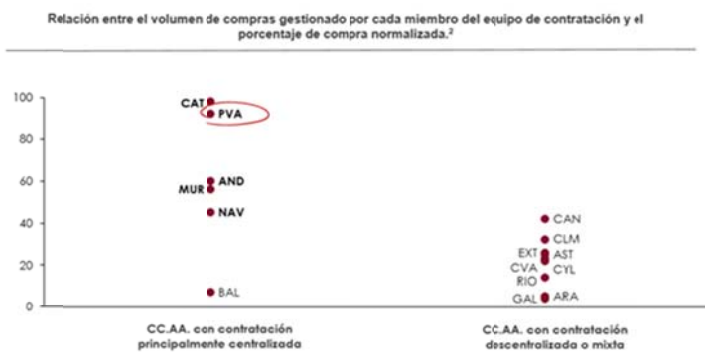 Relación entre el volumen de compras gestionado por cada miembro del equipo de contratación y el
porcentaje de compra normalizada.²
100
80
60
40
20
0
CAT
PVA
AND
MUR
NAV
BAL
CAN
CLM
EXT
AST
CVA
CYL
RIO
GAL
ARA
CC.AA. con contratación
principalmente centralizada
CC.AA. con contratación
descentralizada o mixta